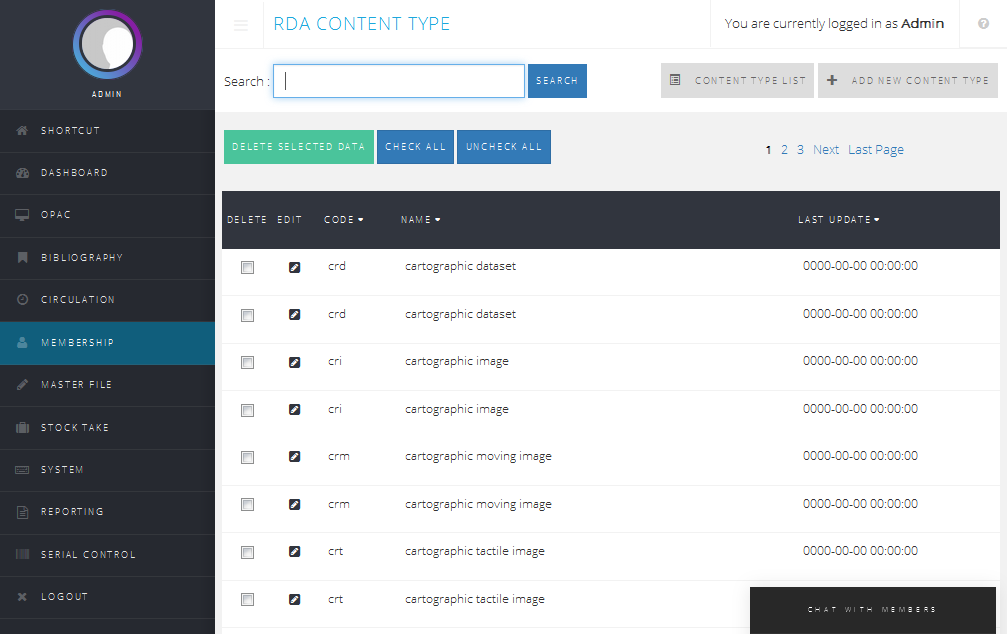 ADMIN
SHORTCUT
DASHBOARD
OPAC
BIBLIOGRAPHY
CIRCULATION
MEMBERSHIP
MASTER FILE
STOCK TAKE
SYSTEM
REPORTING
SERIAL CONTROL
LOGOUT
RDA CONTENT TYPE
You are currently logged in as Admin
Search : SEARCH CONTENT TYPE LIST ADD NEW CONTENT TYPE
DELETE SELECTED DATA CHECK ALL UNCHECK ALL 1 2 3 Next Last Page
DELETE EDIT CODE NAME LAST UPDATE
crd cartographic dataset 0000-00-00 00:00:00
crd cartographic dataset 0000-00-00 00:00:00
cri cartographic image 0000-00-00 00:00:00
cri cartographic image 0000-00-00 00:00:00
crm cartographic moving image 0000-00-00 00:00:00
crm cartographic moving image 0000-00-00 00:00:00
crt cartographic tactile image 0000-00-00 00:00:00
crt cartographic tactile image
CHAT WITH MEMBERS